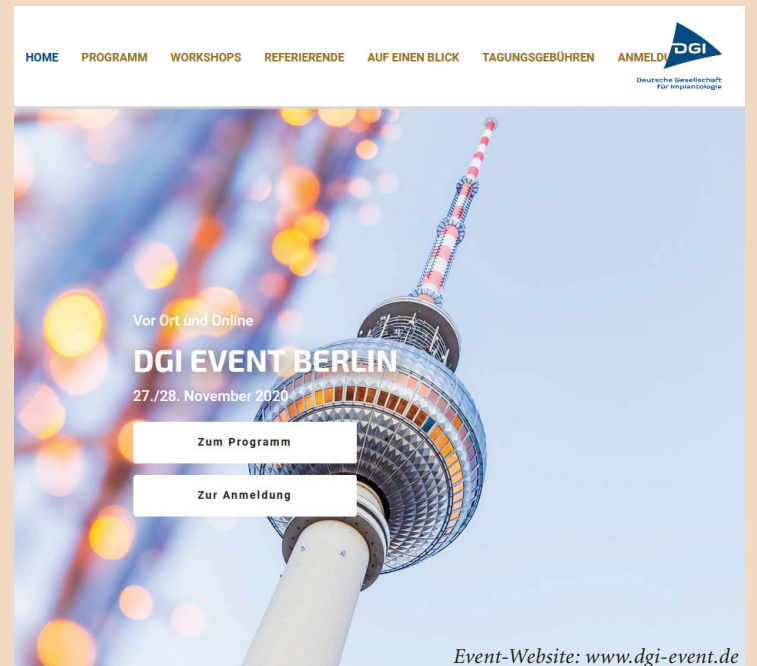 HOME PROGRAMM WORKSHOPS REFERIERENDE AUF EINEN BLICK TAGUNGSGEBÜHREN
DGI
Deutsche Gesellschaft
für Implantologie
Vor Ort und Online
DGI EVENT BERLIN
27./28. November 2020
Zum Programm
Zur Anmeldung
Event-Website: www.dgi-event.de